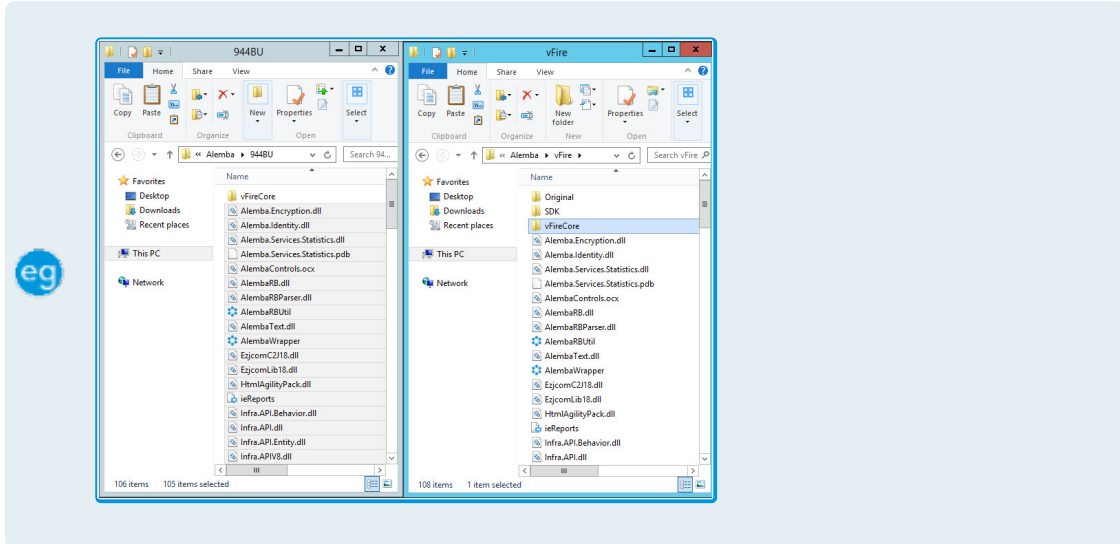 eg
944BU
File Home Share View
Copy Paste New Properties Select
Clipboard Organize Open
« Alemba 944BU Search 94...
Favorites
Desktop
Downloads
Recent places
This PC
Network
Name
vFireCore
Alemba.Encryption.dll
Alemba.Identity.dll
Alemba.Services.Statistics.dll
Alemba.Services.Statistics.pdb
AlembaControls.ocx
AlembaRB.dll
AlembaRBParser.dll
AlembaRBUtil
AlembaText.dll
AlembaWrapper
EzjcomC2J18.dll
EzjcomLib18.dll
HtmlAgilityPack.dll
ieReports
Infra.API.Behavior.dll
Infra.API.dll
Infra.API.Entity.dll
Infra.APIV8.dll
106 items 105 items selected
vFire
File Home Share View
Copy Paste New folder Properties Select
Clipboard Organize New Open
« Alemba vFire Search vFire
Favorites
Desktop
Downloads
Recent places
This PC
Network
Name
Original
SDK
vFireCore
Alemba.Encryption.dll
Alemba.Identity.dll
Alemba.Services.Statistics.dll
Alemba.Services.Statistics.pdb
AlembaControls.ocx
AlembaRB.dll
AlembaRBParser.dll
AlembaRBUtil
AlembaText.dll
AlembaWrapper
EzjcomC2J18.dll
EzjcomLib18.dll
HtmlAgilityPack.dll
ieReports
Infra.API.Behavior.dll
Infra.API.dll
108 items 1 item selected